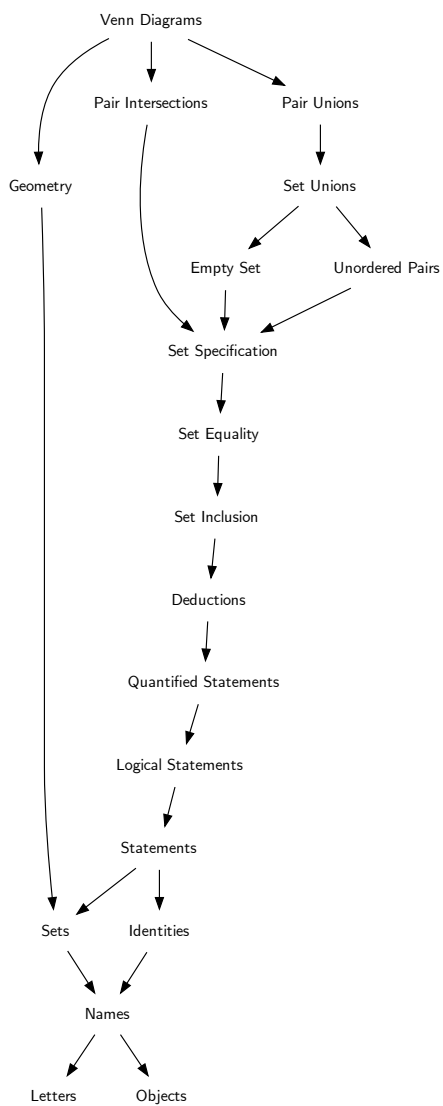 Venn Diagrams
Pair Intersections
Pair Unions
Geometry
Set Unions
Empty Set
Unordered Pairs
Set Specification
Set Equality
Set Inclusion
Deductions
Quantified Statements
Logical Statements
Statements
Sets
Identities
Names
Letters
Objects